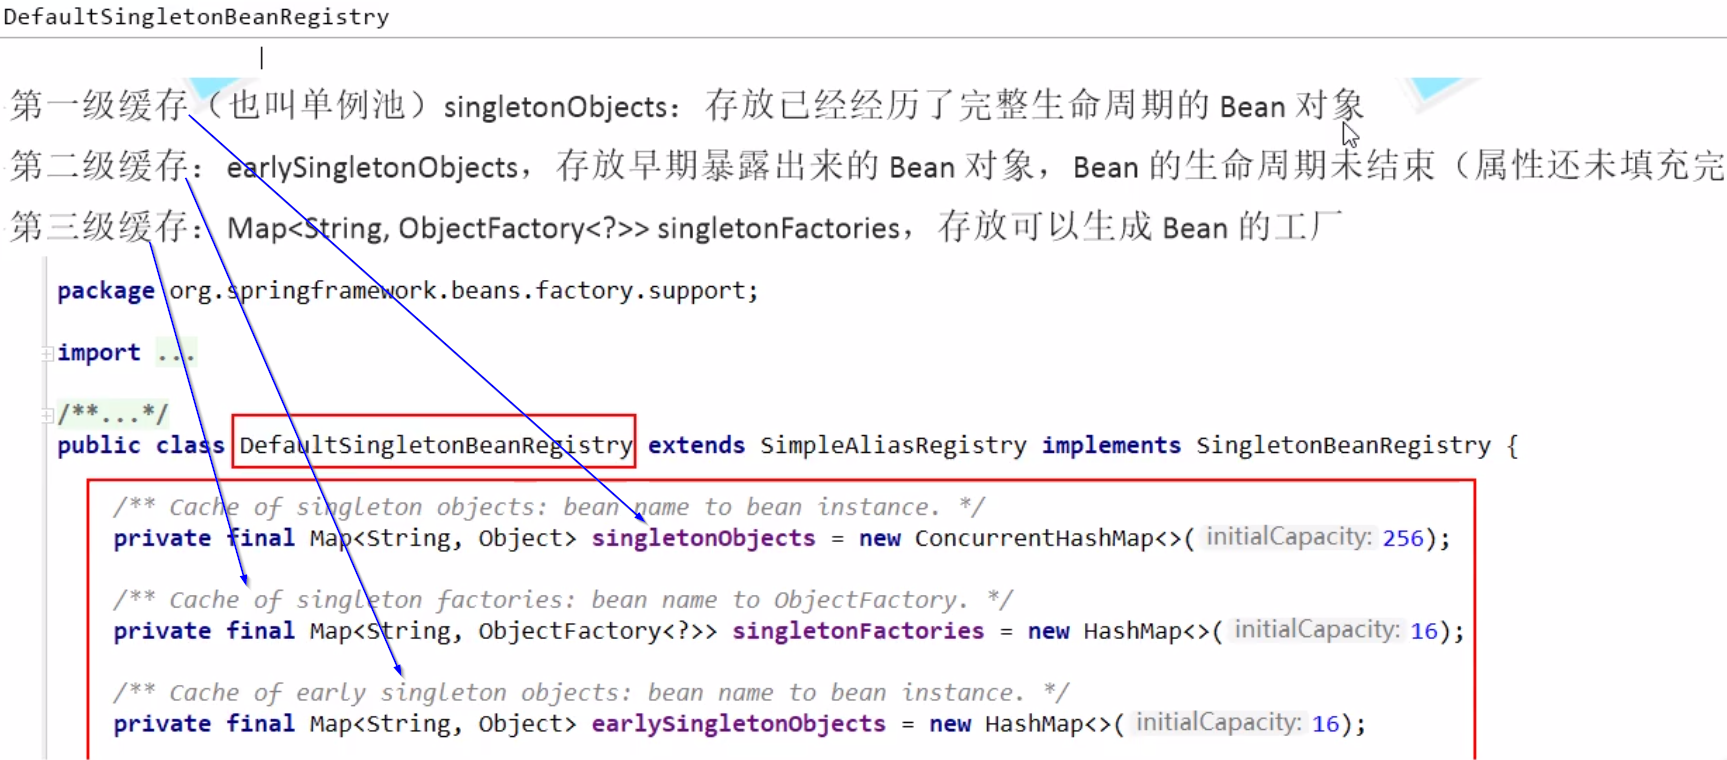 DefaultSingletonBeanRegistry
第一级缓存（也叫单例池）singletonObjects：存放已经经历了完整生命周期的 Bean 对象
第二级缓存：earlySingletonObjects，存放早期暴露出来的 Bean 对象，Bean 的生命周期未结束（属性还未填充完
第三级缓存：Map<String, ObjectFactory<?>> singletonFactories，存放可以生成 Bean 的工厂
package org.springframework.beans.factory.support;
import ...
/**...*/
public class DefaultSingletonBeanRegistry extends SimpleAliasRegistry implements SingletonBeanRegistry {
/** Cache of singleton objects: bean name to bean instance. */
private final Map<String, Object> singletonObjects = new ConcurrentHashMap<>( initialCapacity: 256);
/** Cache of singleton factories: bean name to ObjectFactory. */
private final Map<String, ObjectFactory<?>> singletonFactories = new HashMap<>( initialCapacity: 16);
/** Cache of early singleton objects: bean name to bean instance. */
private final Map<String, Object> earlySingletonObjects = new HashMap<>( initialCapacity: 16);